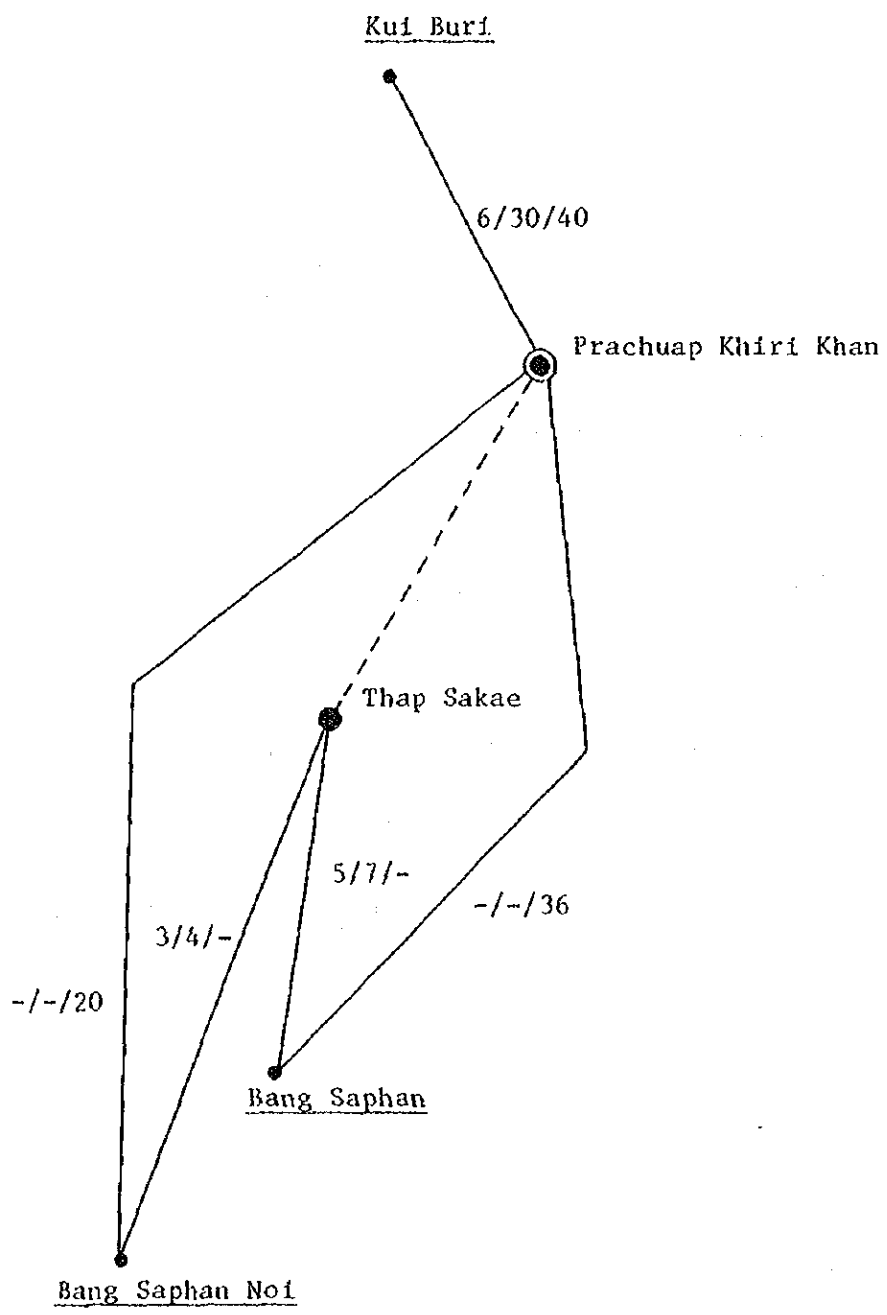 Kui Buri
6/30/40
Prachuap Khiri Khan
Thap Sakae
5/7/-
-/-/36
3/4/-
-/-/20
Bang Saphan
Bang Saphan Noi